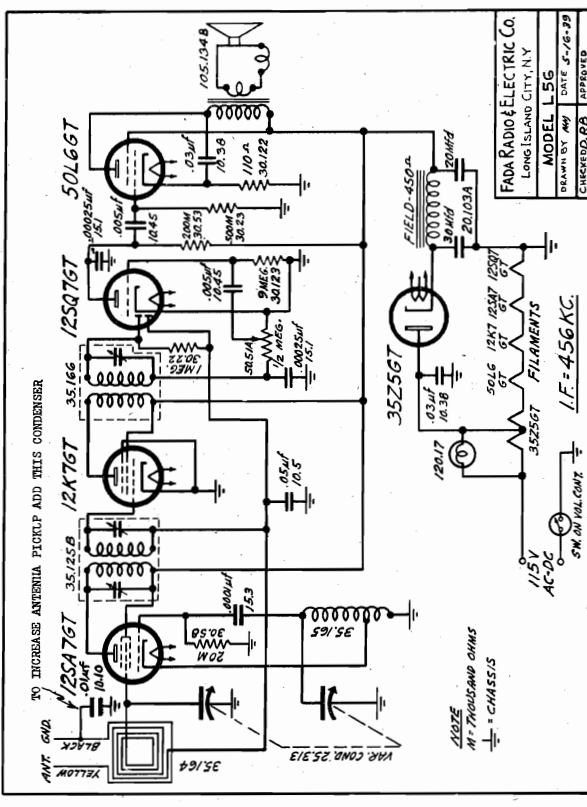 TO INCREASE ANTENNA PICKUP ADD THIS CONDENSER
12SA7GT
12K7GT
12SQ7GT
50L6GT
35.125B
35.166
105.134B
ANT. GND.
YELLOW
BLACK
.01µf
10.10
35.164
VAR. COND. 25.313
20M
30.58
.0001µf
15.3
35.165
.05µf
10.5
1 MEG.
30.22
50.51A
1/2 MEG.
.00025µf
15.1
.005µf
10.45
9 MEG.
30.123
.00025µf
15.1
.005µf
10.45
200M
30.53
500M
30.23
.03µf
10.38
110Ω
30.122
35Z5GT
FIELD-450Ω
30Mfd
20Mfd
20.103A
.03µf
10.38
120.17
35Z5GT
50L6
GT
12K7
GT
12SA7
GT
12SQ7
GT
FILAMENTS
115V
AC-DC
SW. ON VOL. CONT.
I.F. = 456 KC.
NOTE
M = THOUSAND OHMS
= CHASSIS
FADA RADIO & ELECTRIC CO.
LONG ISLAND CITY, N.Y
MODEL L56
DRAWN BY
DATE 5-16-39
CHECKED
APPROVED